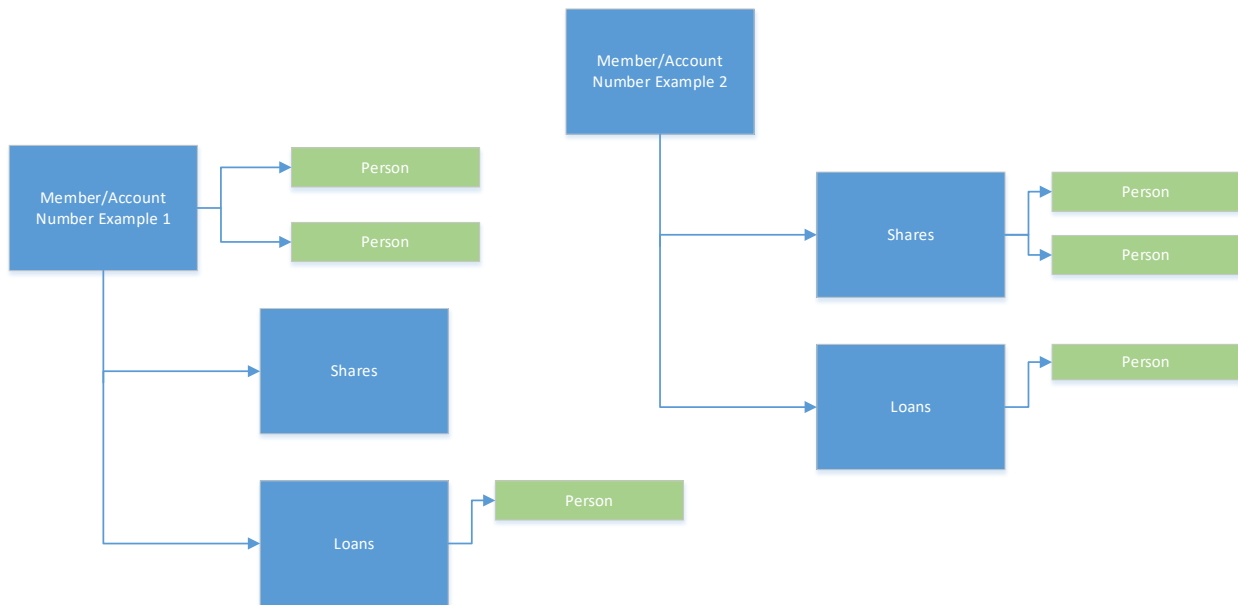 Member/Account
Number Example 1
Person
Person
Shares
Loans
Person
Member/Account
Number Example 2
Shares
Person
Person
Loans
Person